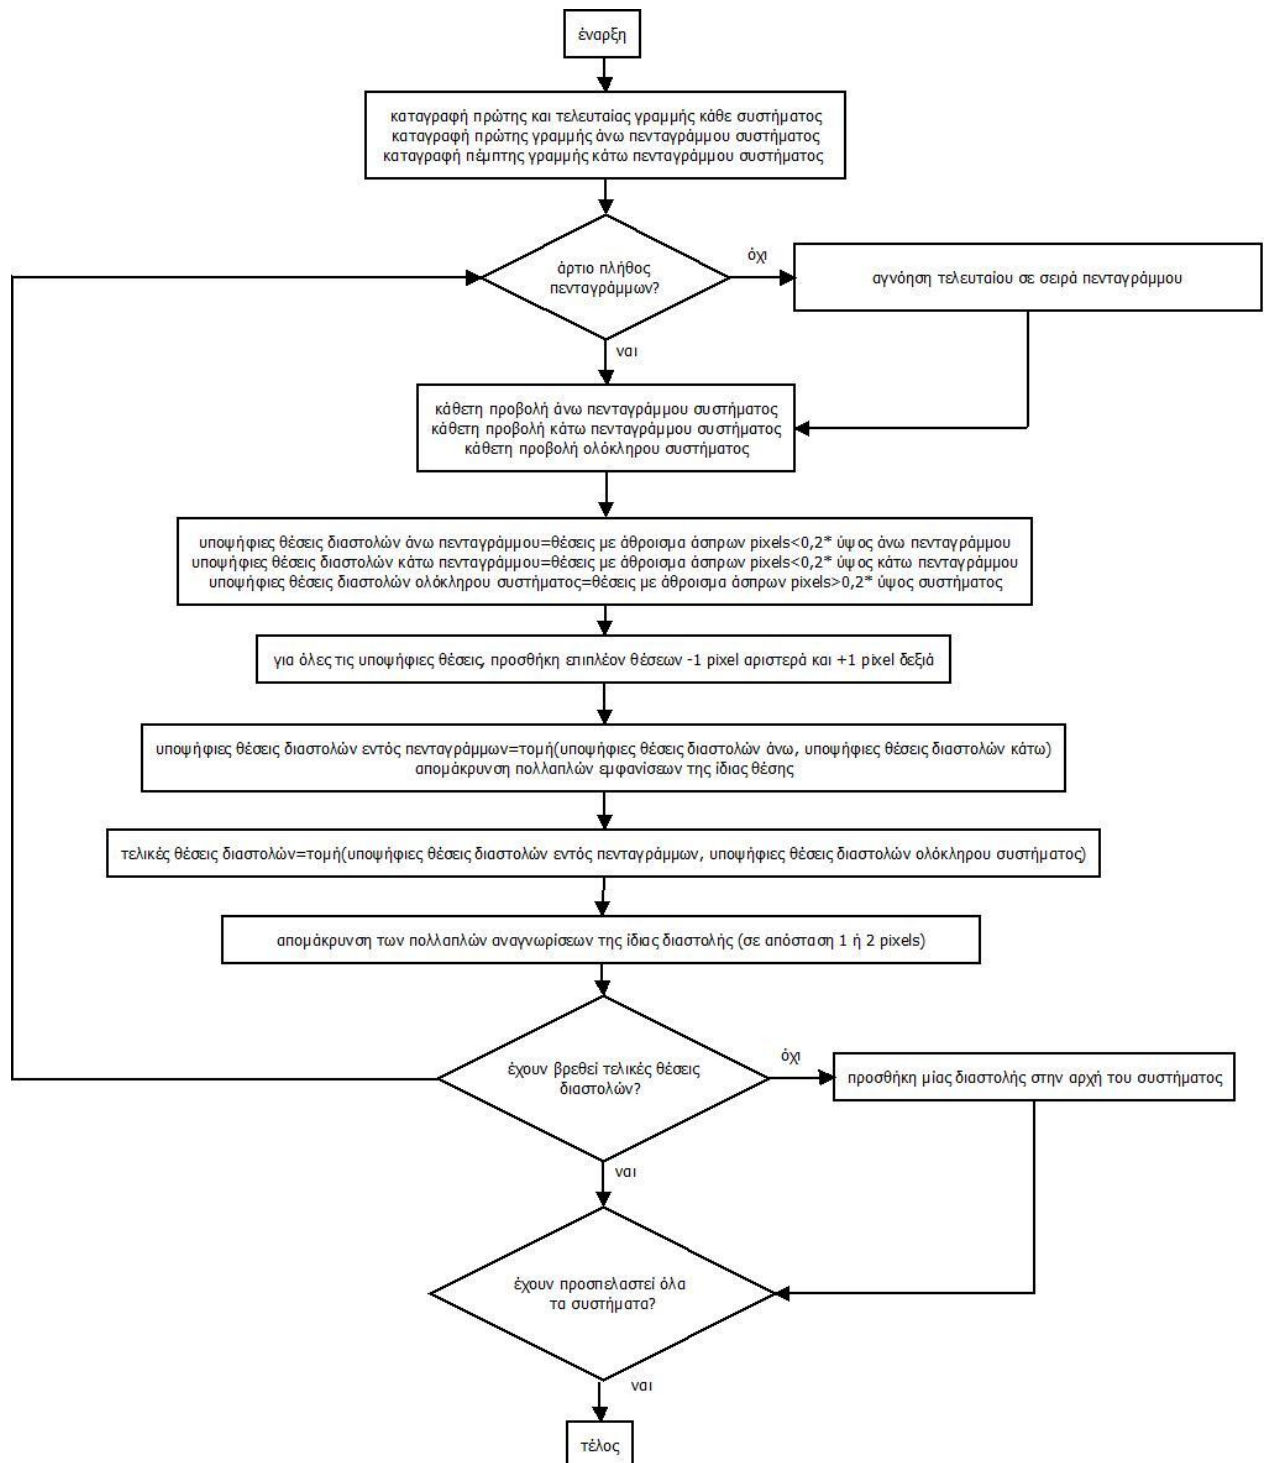 έναρξη
καταγραφή πρώτης και τελευταίας γραμμής κάθε συστήματος
καταγραφή πρώτης γραμμής άνω πενταγράμμου συστήματος
καταγραφή πέμπτης γραμμής κάτω πενταγράμμου συστήματος
άρτιο πλήθος
πενταγράμμων?
όχι
αγνόηση τελευταίου σε σειρά πενταγράμμου
ναι
κάθετη προβολή άνω πενταγράμμου συστήματος
κάθετη προβολή κάτω πενταγράμμου συστήματος
κάθετη προβολή ολόκληρου συστήματος
υποψήφιες θέσεις διαστολών άνω πενταγράμμου=θέσεις με άθροισμα άσπρων pixels<0,2* ύψος άνω πενταγράμμου
υποψήφιες θέσεις διαστολών κάτω πενταγράμμου=θέσεις με άθροισμα άσπρων pixels<0,2* ύψος κάτω πενταγράμμου
υποψήφιες θέσεις διαστολών ολόκληρου συστήματος=θέσεις με άθροισμα άσπρων pixels>0,2* ύψος συστήματος
για όλες τις υποψήφιες θέσεις, προσθήκη επιπλέον θέσεων -1 pixel αριστερά και +1 pixel δεξιά
υποψήφιες θέσεις διαστολών εντός πενταγράμμων=τομή(υποψήφιες θέσεις διαστολών άνω, υποψήφιες θέσεις διαστολών κάτω)
απομάκρυνση πολλαπλών εμφανίσεων της ίδιας θέσης
τελικές θέσεις διαστολών=τομή(υποψήφιες θέσεις διαστολών εντός πενταγράμμων, υποψήφιες θέσεις διαστολών ολόκληρου συστήματος)
απομάκρυνση των πολλαπλών αναγνωρίσεων της ίδιας διαστολής (σε απόσταση 1 ή 2 pixels)
έχουν βρεθεί τελικές θέσεις
διαστολών?
όχι
προσθήκη μίας διαστολής στην αρχή του συστήματος
ναι
έχουν προσπελαστεί όλα
τα συστήματα?
ναι
τέλος